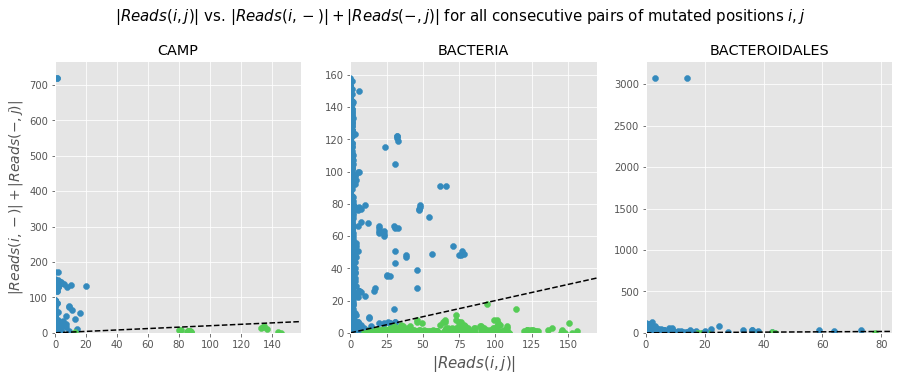 |Reads(i, j)| vs. |Reads(i, −)| + |Reads(−, j)| for all consecutive pairs of mutated positions i, j
CAMP
BACTERIA
BACTEROIDALES
|Reads(i, −)| + |Reads(−, j)|
700
600
500
400
300
200
100
0
0 20 40 60 80 100 120 140
160
140
120
100
80
60
40
20
0
0 25 50 75 100 125 150
3000
2500
2000
1500
1000
500
0
0 20 40 60 80
|Reads(i, j)|